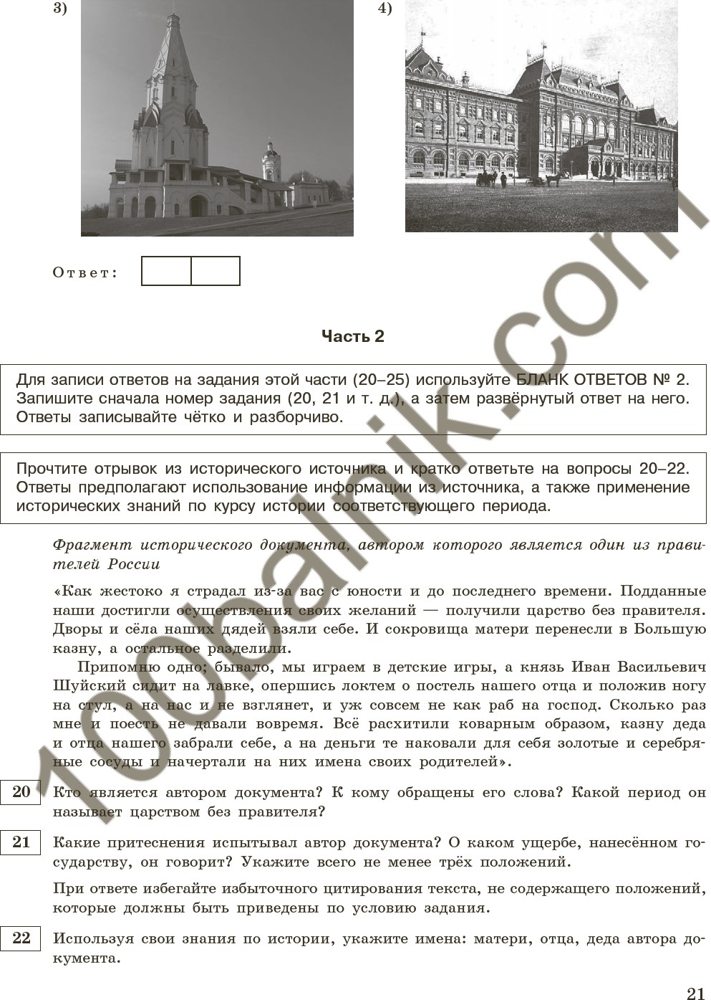 3)
4)
Ответ:
Часть 2
Для записи ответов на задания этой части (20–25) используйте БЛАНК ОТВЕТОВ № 2.
Запишите сначала номер задания (20, 21 и т. д.), а затем развёрнутый ответ на него.
Ответы записывайте чётко и разборчиво.
Прочтите отрывок из исторического источника и кратко ответьте на вопросы 20–22.
Ответы предполагают использование информации из источника, а также применение
исторических знаний по курсу истории соответствующего периода.
Фрагмент исторического документа, автором которого является один из прави-
телей России
«Как жестоко я страдал из-за вас с юности и до последнего времени. Подданные
наши достигли осуществления своих желаний — получили царство без правителя.
Дворы и сёла наших дядей взяли себе. И сокровища матери перенесли в Большую
казну, а остальное разделили.
Припомню одно; бывало, мы играем в детские игры, а князь Иван Васильевич
Шуйский сидит на лавке, опершись локтем о постель нашего отца и положив ногу
на стул, а на нас и не взглянет, и уж совсем не как раб на господ. Сколько раз
мне и поесть не давали вовремя. Всё расхитили коварным образом, казну деда
и отца нашего забрали себе, а на деньги те наковали для себя золотые и серебря-
ные сосуды и начертали на них имена своих родителей».
20 Кто является автором документа? К кому обращены его слова? Какой период он
называет царством без правителя?
21 Какие притеснения испытывал автор документа? О каком ущербе, нанесённом го-
сударству, он говорит? Укажите всего не менее трёх положений.
При ответе избегайте избыточного цитирования текста, не содержащего положений,
которые должны быть приведены по условию задания.
22 Используя свои знания по истории, укажите имена: матери, отца, деда автора до-
кумента.
21
100balnik.com